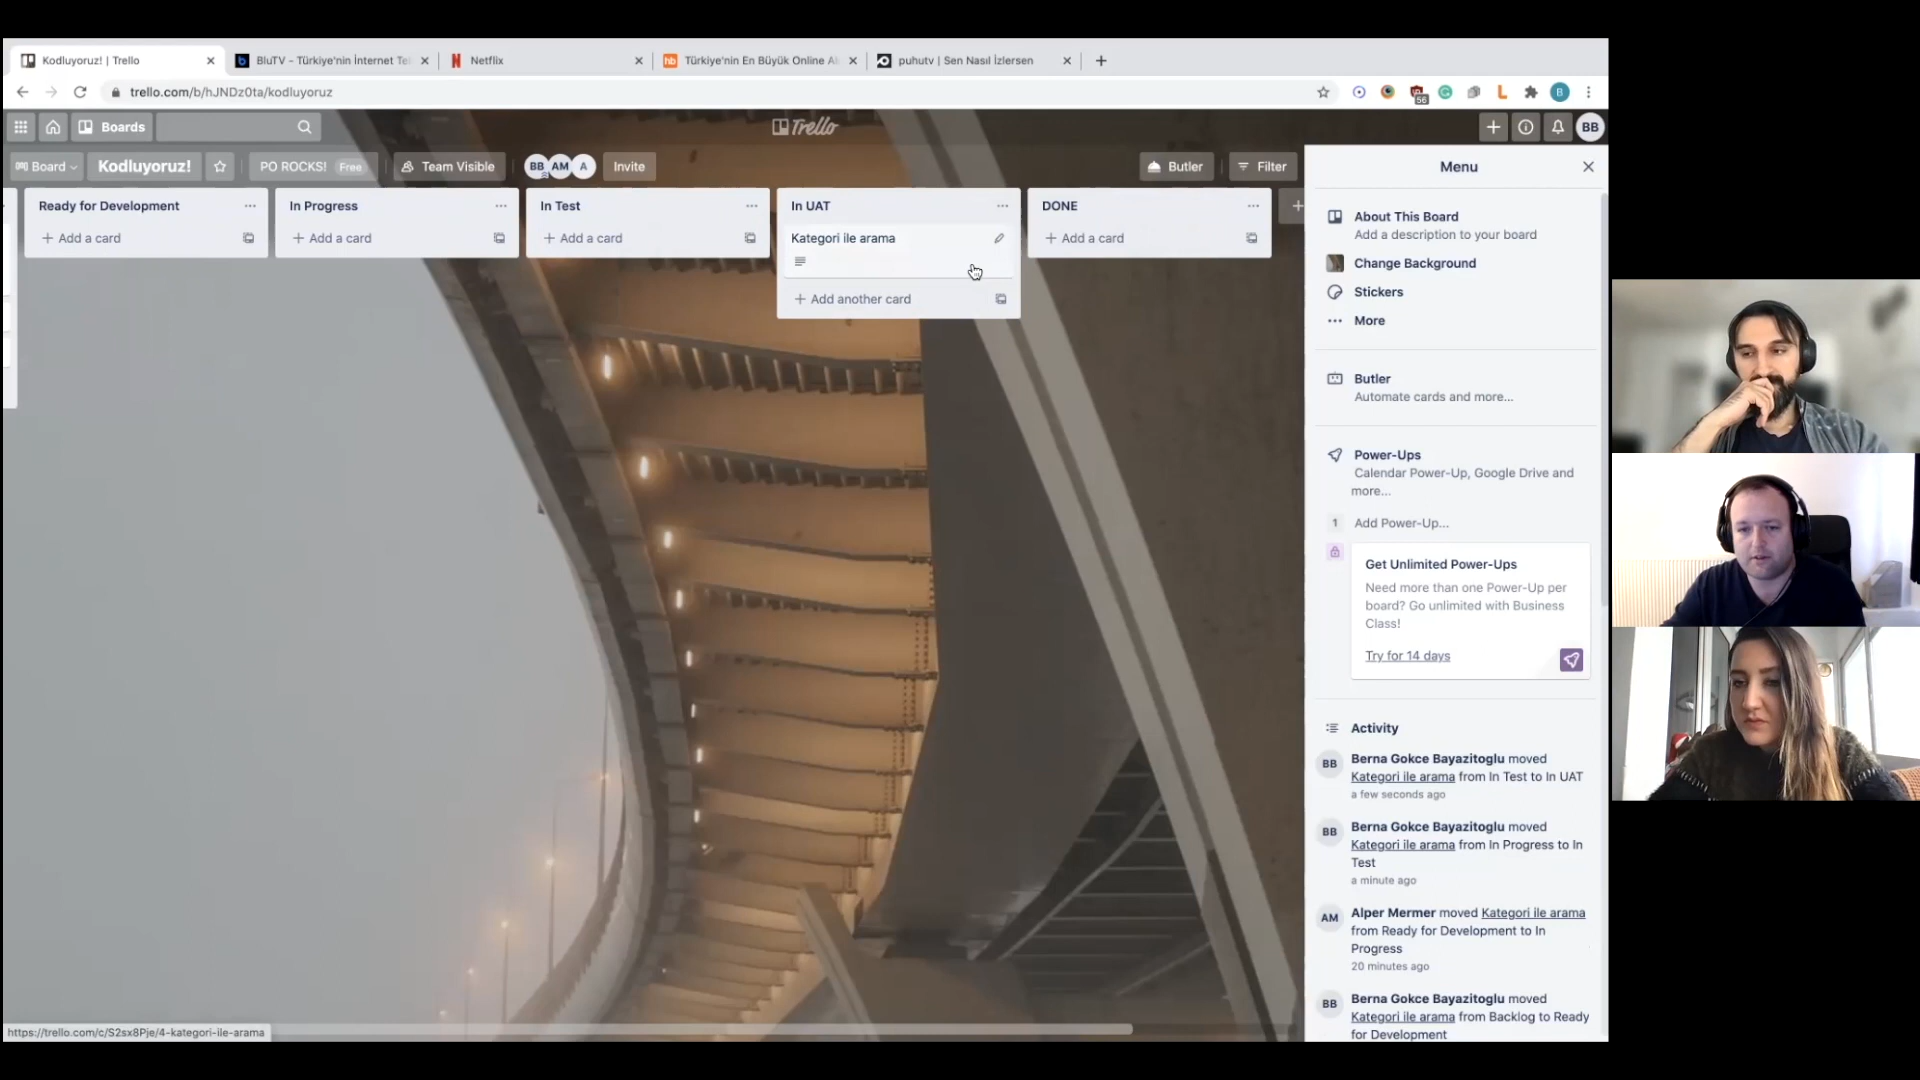 Kodluyoruz! | Trello
BluTV - Türkiye'nin İnternet Te
Netflix
Türkiye'nin En Büyük Online Al
puhutv | Sen Nasıl İzlersen
trello.com/b/hJNDz0ta/kodluyoruz
56
L
B
Boards
Trello
BB
Board
Kodluyoruz!
PO ROCKS! Free
Team Visible
BB AM A
Invite
Butler
Filter
Ready for Development
+ Add a card
In Progress
+ Add a card
In Test
+ Add a card
In UAT
Kategori ile arama
+ Add another card
DONE
+ Add a card
Menu
About This Board
Add a description to your board
Change Background
Stickers
More
Butler
Automate cards and more...
Power-Ups
Calendar Power-Up, Google Drive and
more...
1 Add Power-Up...
Get Unlimited Power-Ups
Need more than one Power-Up per
board? Go unlimited with Business
Class!
Try for 14 days
Activity
BB Berna Gokce Bayazitoglu moved
Kategori ile arama from In Test to In UAT
a few seconds ago
BB Berna Gokce Bayazitoglu moved
Kategori ile arama from In Progress to In
Test
a minute ago
AM Alper Mermer moved Kategori ile arama
from Ready for Development to In
Progress
20 minutes ago
BB Berna Gokce Bayazitoglu moved
Kategori ile arama from Backlog to Ready
for Development
https://trello.com/c/S2sx8Pje/4-kategori-ile-arama